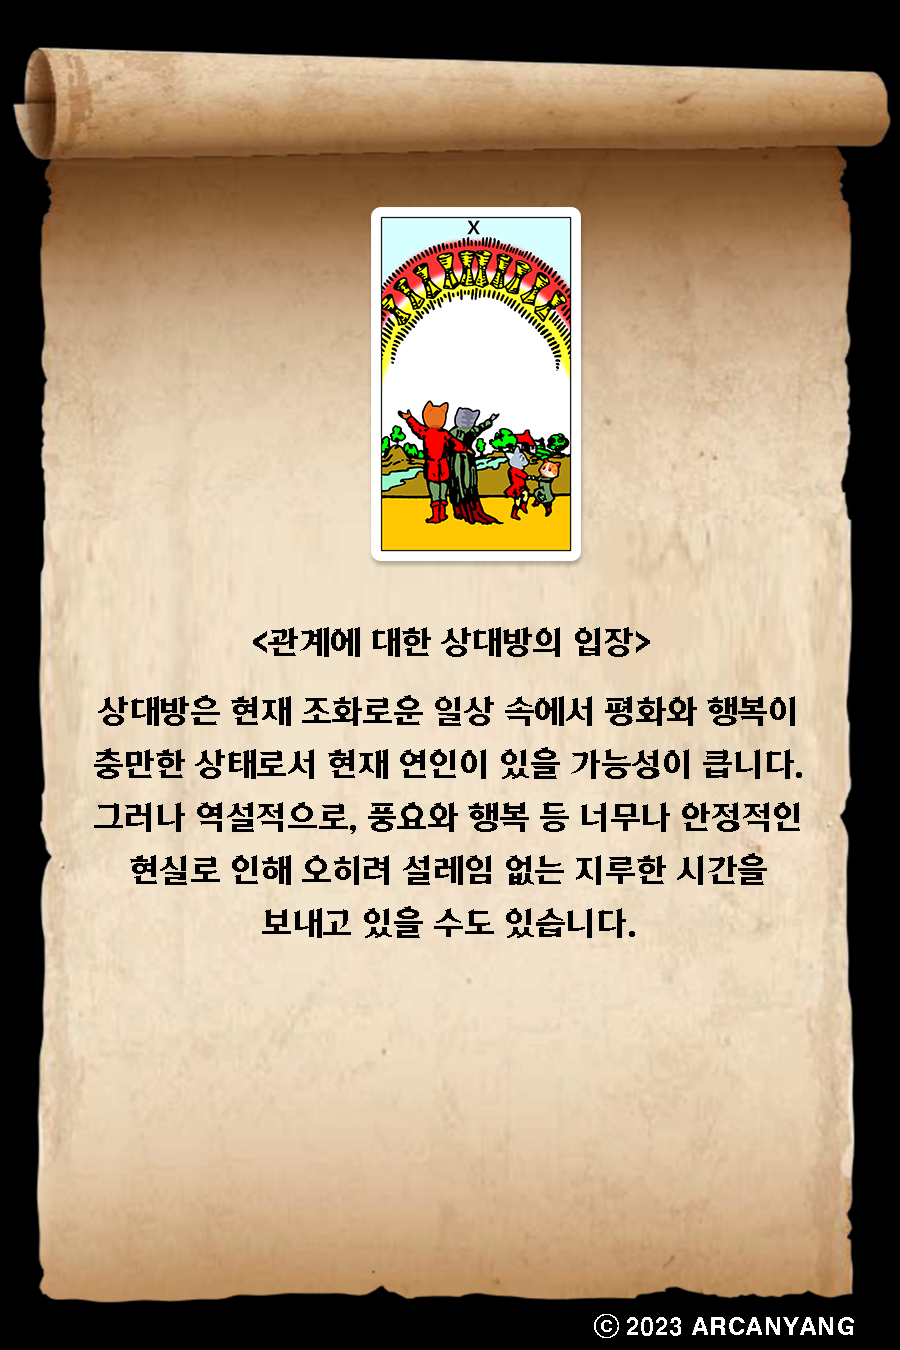 X
<관계에 대한 상대방의 입장>
상대방은 현재 조화로운 일상 속에서 평화와 행복이
충만한 상태로서 현재 연인이 있을 가능성이 큽니다.
그러나 역설적으로, 풍요와 행복 등 너무나 안정적인
현실로 인해 오히려 설레임 없는 지루한 시간을
보내고 있을 수도 있습니다.
ⓒ 2023 ARCANYANG